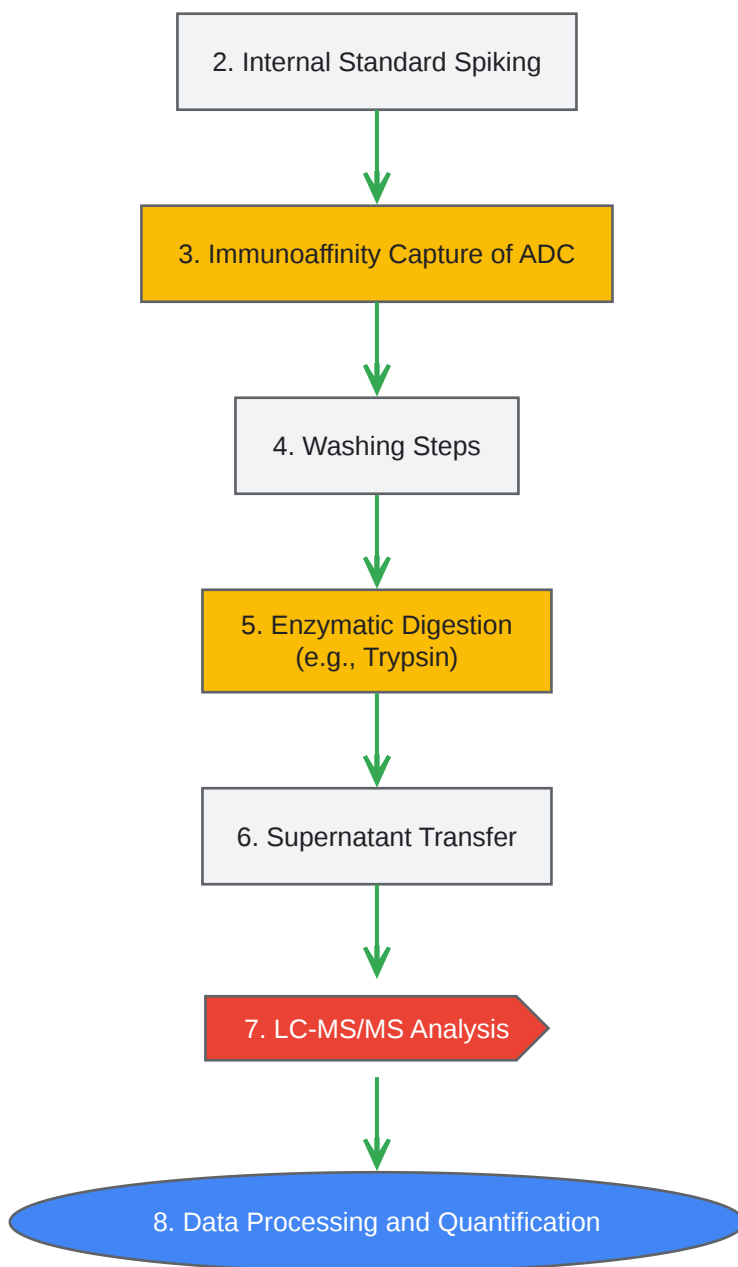 2. Internal Standard Spiking
3. Immunoaffinity Capture of ADC
4. Washing Steps
5. Enzymatic Digestion
(e.g., Trypsin)
6. Supernatant Transfer
7. LC-MS/MS Analysis
8. Data Processing and Quantification